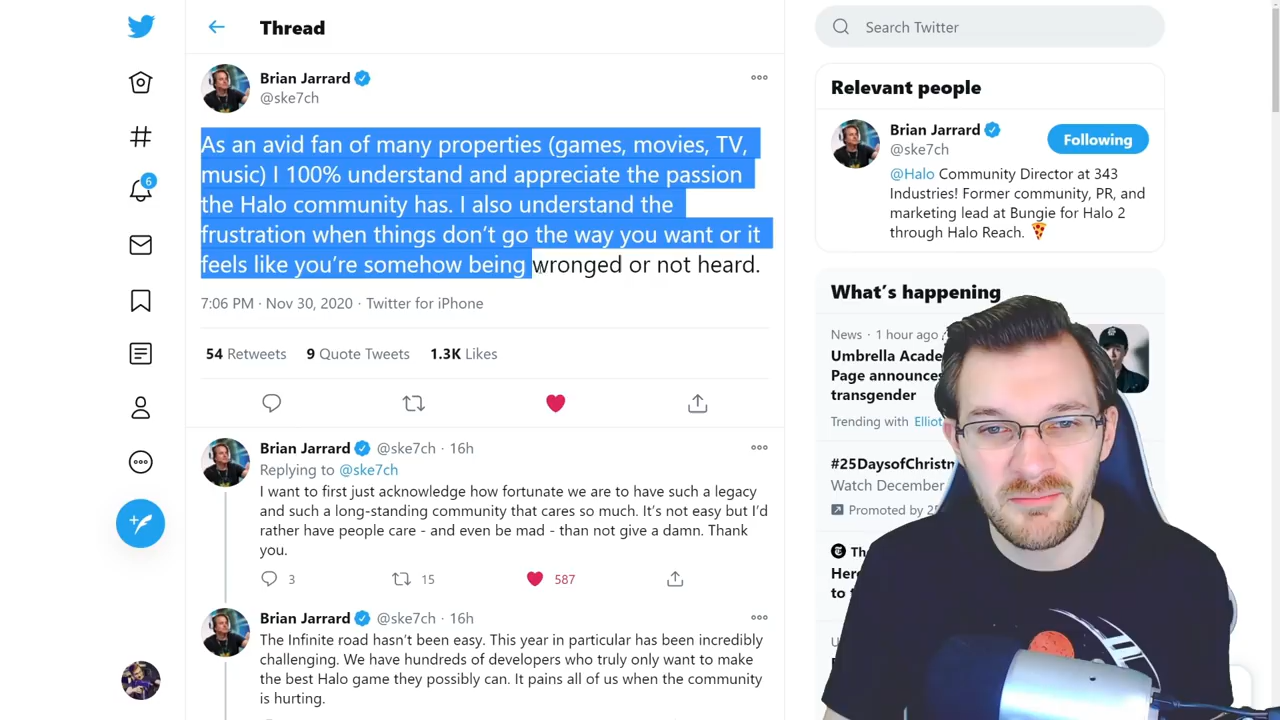 Thread
Brian Jarrard
@ske7ch
As an avid fan of many properties (games, movies, TV,
music) I 100% understand and appreciate the passion
the Halo community has. I also understand the
frustration when things don't go the way you want or it
feels like you're somehow being wronged or not heard.
7:06 PM · Nov 30, 2020 · Twitter for iPhone
54 Retweets 9 Quote Tweets 1.3K Likes
Brian Jarrard @ske7ch · 16h
Replying to @ske7ch
I want to first just acknowledge how fortunate we are to have such a legacy
and such a long-standing community that cares so much. It's not easy but I'd
rather have people care - and even be mad - than not give a damn. Thank
you.
3 15 587
Brian Jarrard @ske7ch · 16h
The Infinite road hasn't been easy. This year in particular has been incredibly
challenging. We have hundreds of developers who truly only want to make
the best Halo game they possibly can. It pains all of us when the community
is hurting.
6
Search Twitter
Relevant people
Brian Jarrard
@ske7ch
Following
@Halo Community Director at 343
Industries! Former community, PR, and
marketing lead at Bungie for Halo 2
through Halo Reach.
What's happening
News · 1 hour ago
Umbrella Acade
Page announces
transgender
Trending with Elliot
#25DaysofChristm
Watch December
Promoted by 25
Th
Here
to